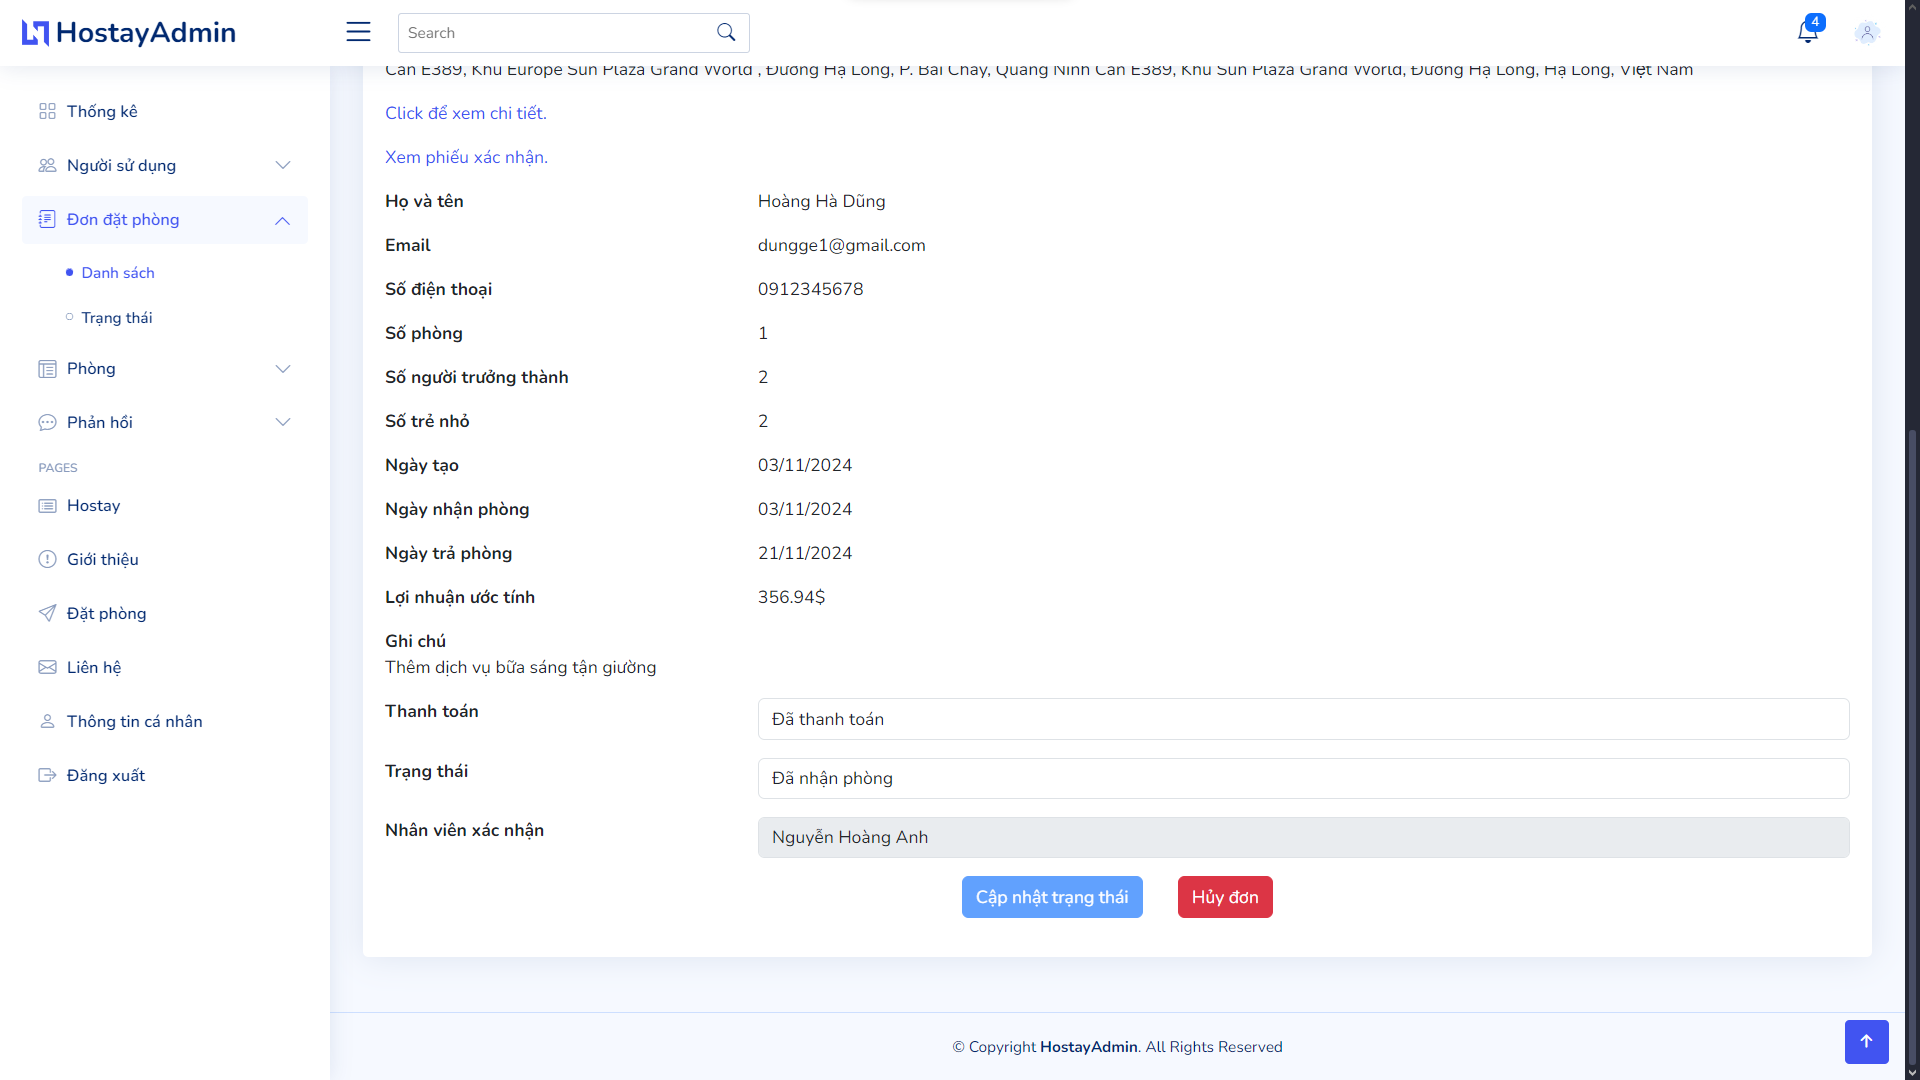 HostayAdmin
Search
4
Thống kê
Người sử dụng
Đơn đặt phòng
Danh sách
Trạng thái
Phòng
Phản hồi
PAGES
Hostay
Giới thiệu
Đặt phòng
Liên hệ
Thông tin cá nhân
Đăng xuất
Căn E389, Khu Europe Sun Plaza Grand World , Đường Hạ Long, P. Bãi Cháy, Quảng Ninh Căn E389, Khu Sun Plaza Grand World, Đường Hạ Long, Hạ Long, Việt Nam
Click để xem chi tiết.
Xem phiếu xác nhận.
Họ và tên Hoàng Hà Dũng
Email dungge1@gmail.com
Số điện thoại 0912345678
Số phòng 1
Số người trưởng thành 2
Số trẻ nhỏ 2
Ngày tạo 03/11/2024
Ngày nhận phòng 03/11/2024
Ngày trả phòng 21/11/2024
Lợi nhuận ước tính 356.94$
Ghi chú
Thêm dịch vụ bữa sáng tận giường
Thanh toán Đã thanh toán
Trạng thái Đã nhận phòng
Nhân viên xác nhận Nguyễn Hoàng Anh
Cập nhật trạng thái Hủy đơn
© Copyright HostayAdmin. All Rights Reserved